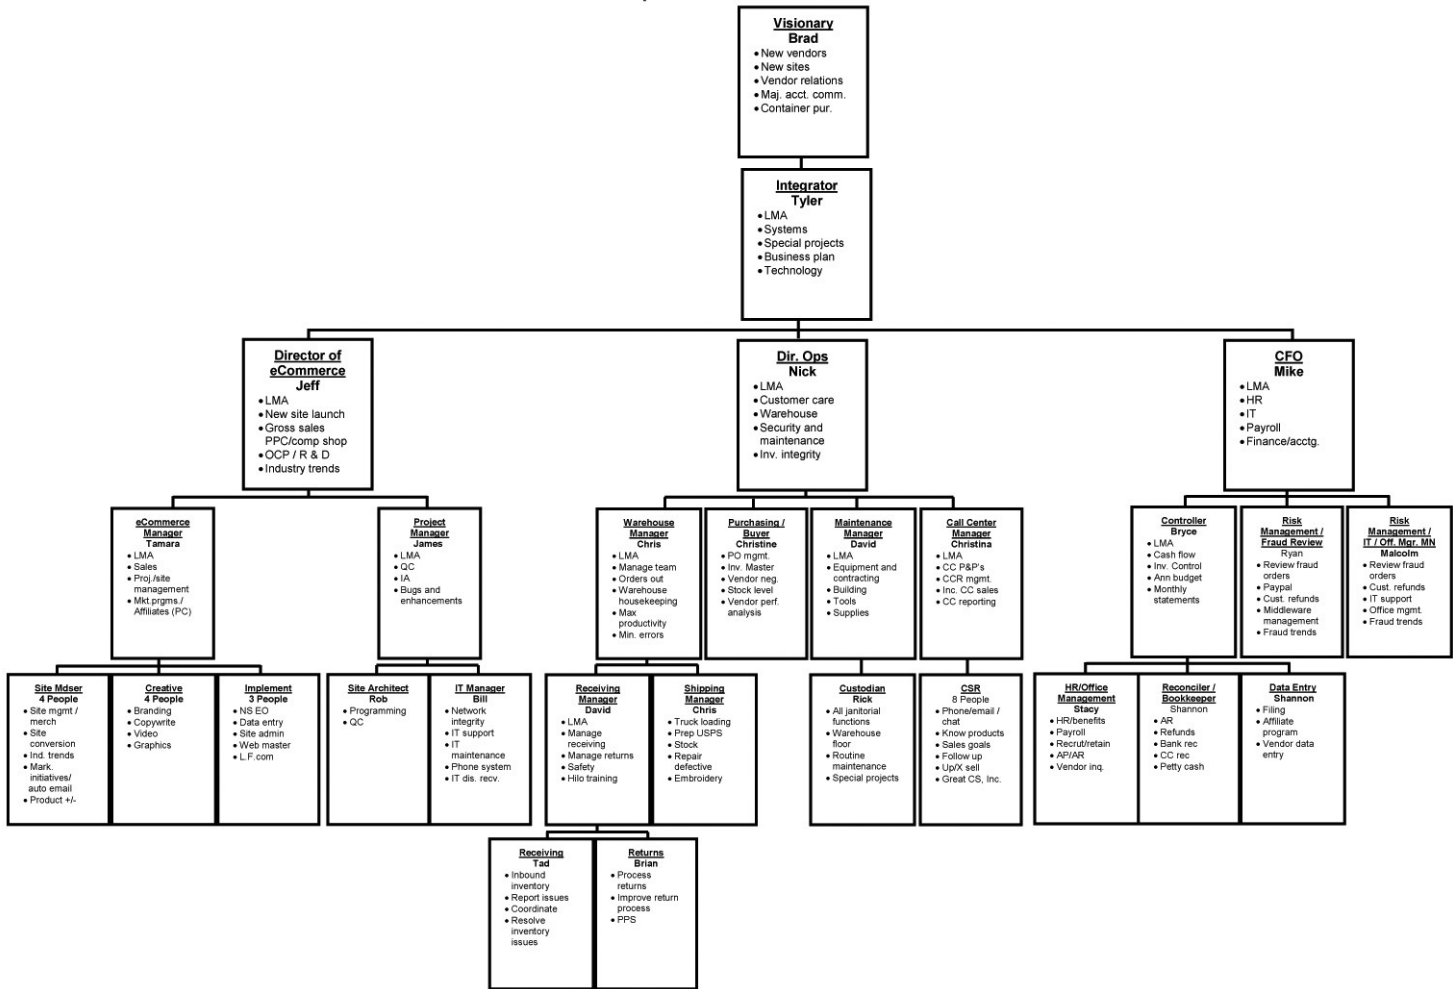 Visionary
Brad
• New vendors
• New sites
• Vendor relations
• Maj. acct. comm.
• Container pur.
Integrator
Tyler
• LMA
• Systems
• Special projects
• Business plan
• Technology
Director of
eCommerce
Jeff
• LMA
• New site launch
• Gross sales
PPC/comp shop
• OCP / R & D
• Industry trends
Dir. Ops
Nick
• LMA
• Customer care
• Warehouse
• Security and
maintenance
• Inv. integrity
CFO
Mike
• LMA
• HR
• IT
• Payroll
• Finance/acctg.
eCommerce
Manager
Tamara
• LMA
• Sales
• Proj./site
management
• Mkt.prgms./
Affiliates (PC)
Project
Manager
James
• LMA
• QC
• IA
• Bugs and
enhancements
Warehouse
Manager
Chris
• LMA
• Manage team
• Orders out
• Warehouse
housekeeping
• Max
productivity
• Min. errors
Purchasing /
Buyer
Christine
• PO mgmt.
• Inv. Master
• Vendor neg.
• Stock level
• Vendor perf.
analysis
Maintenance
Manager
David
• LMA
• Equipment and
contracting
• Building
• Tools
• Supplies
Call Center
Manager
Christina
• LMA
• CC P&P's
• CCR mgmt.
• Inc. CC sales
• CC reporting
Controller
Bryce
• LMA
• Cash flow
• Inv. Control
• Ann budget
• Monthly
statements
Risk
Management /
Fraud Review
Ryan
• Review fraud
orders
• Paypal
• Cust. refunds
• Middleware
management
• Fraud trends
Risk
Management /
IT / Off. Mgr. MN
Malcolm
• Review fraud
orders
• Cust. refunds
• IT support
• Office mgmt.
• Fraud trends
Site Mdser
4 People
• Site mgmt /
merch
• Site
conversion
• Ind. trends
• Mark.
initiatives/
auto email
• Product +/-
Creative
4 People
• Branding
• Copywrite
• Video
• Graphics
Implement
3 People
• NS EO
• Data entry
• Site admin
• Web master
• L.F.com
Site Architect
Rob
• Programming
• QC
IT Manager
Bill
• Network
integrity
• IT support
• IT
maintenance
• Phone system
• IT dis. recv.
Receiving
Manager
David
• LMA
• Manage
receiving
• Manage returns
• Safety
• Hilo training
Shipping
Manager
Chris
• Truck loading
• Prep USPS
• Stock
• Repair
defective
• Embroidery
Custodian
Rick
• All janitorial
functions
• Warehouse
floor
• Routine
maintenance
• Special projects
CSR
8 People
• Phone/email /
chat
• Know products
• Sales goals
• Follow up
• Up/X sell
• Great CS, Inc.
HR/Office
Management
Stacy
• HR/benefits
• Payroll
• Recrut/retain
• AP/AR
• Vendor inq.
Reconciler /
Bookkeeper
Shannon
• AR
• Refunds
• Bank rec
• CC rec
• Petty cash
Data Entry
Shannon
• Filing
• Affiliate
program
• Vendor data
entry
Receiving
Tad
• Inbound
inventory
• Report issues
• Coordinate
• Resolve
inventory
issues
Returns
Brian
• Process
returns
• Improve return
process
• PPS